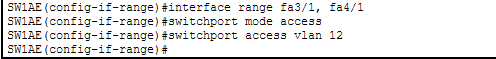 SW1AE(config-if-range)#interface range fa3/1, fa4/1
SW1AE(config-if-range)#switchport mode access
SW1AE(config-if-range)#switchport access vlan 12
SW1AE(config-if-range)#